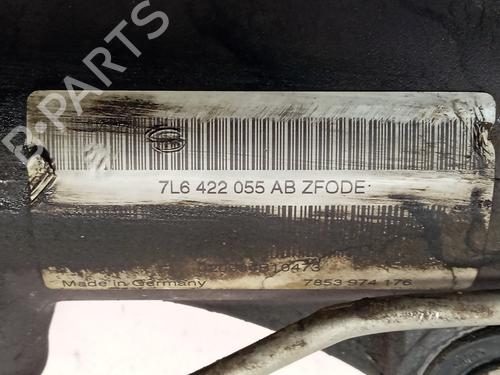 B-PARTS
7L6 422 055 AB ZFODE
Made in Germany
7853 974 176